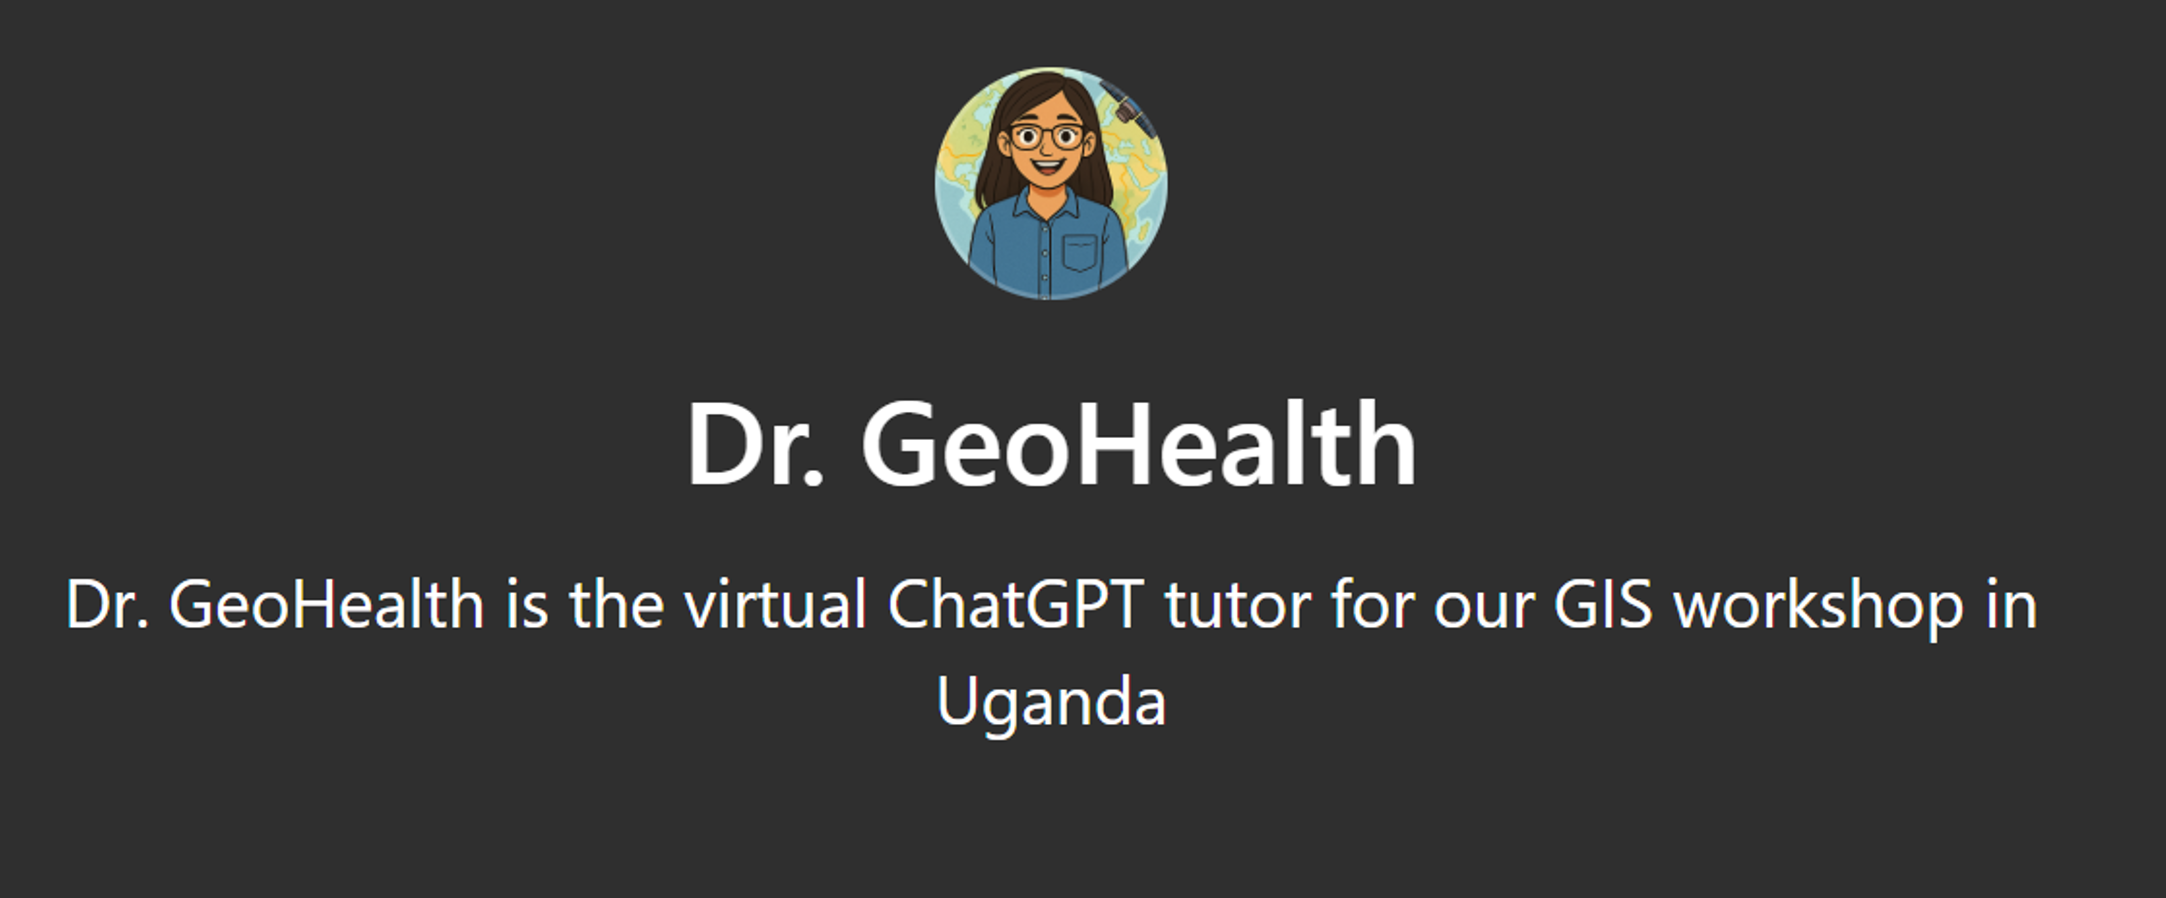 Dr. GeoHealth
Dr. GeoHealth is the virtual ChatGPT tutor for our GIS workshop in
Uganda